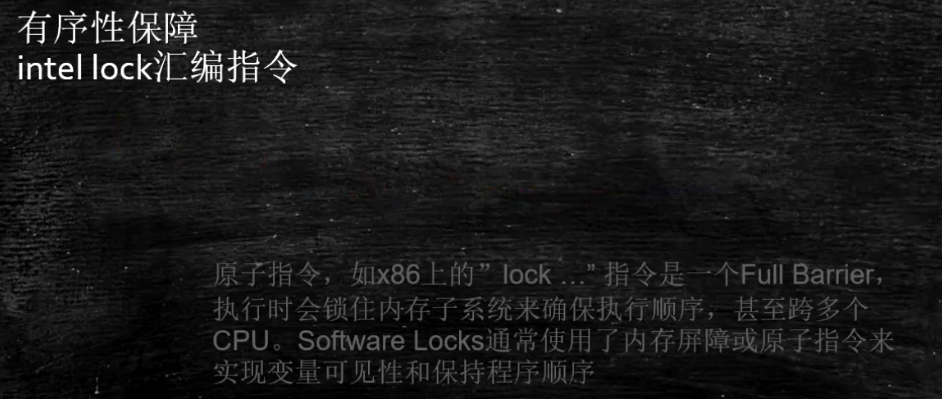 有序性保障
intel lock汇编指令
原子指令，如x86上的”lock …” 指令是一个Full Barrier，
执行时会锁住内存子系统来确保执行顺序，甚至跨多个
CPU。Software Locks通常使用了内存屏障或原子指令来
实现变量可见性和保持程序顺序